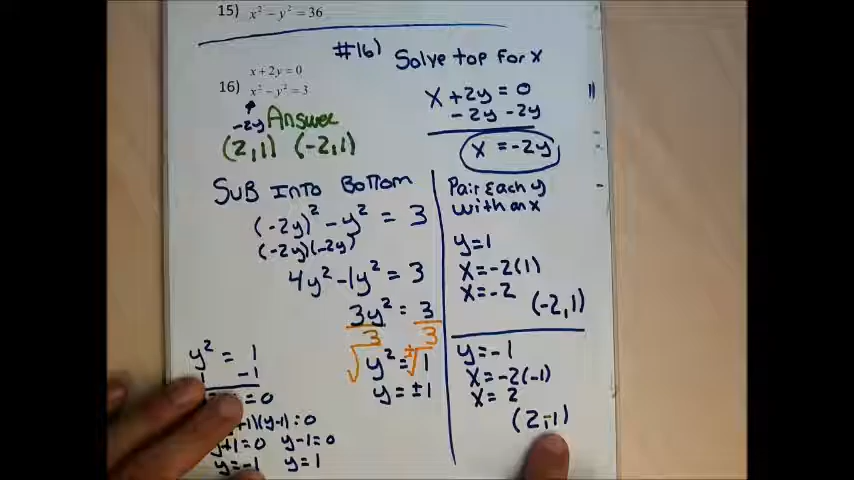 15) x² − y² = 36
#16) Solve top for x
x + 2y = 0
16) x² − y² = 3
-2y Answer
(2,1) (-2,1)
x + 2y = 0
-2y -2y
x = -2y
Sub Into Bottom
(-2y)² - y² = 3
(-2y)(-2y)
4y² - 1y² = 3
3y² = 3
3 3
√y² = ±√1
y = ±1
y² = 1
-1
= 0
+1)(y-1) = 0
y+1=0 y-1=0
y=-1 y=1
Pair Each y
with an x
y=1
x=-2(1)
x=-2
(-2,1)
y=-1
x=-2(-1)
x=2
(2,-1)